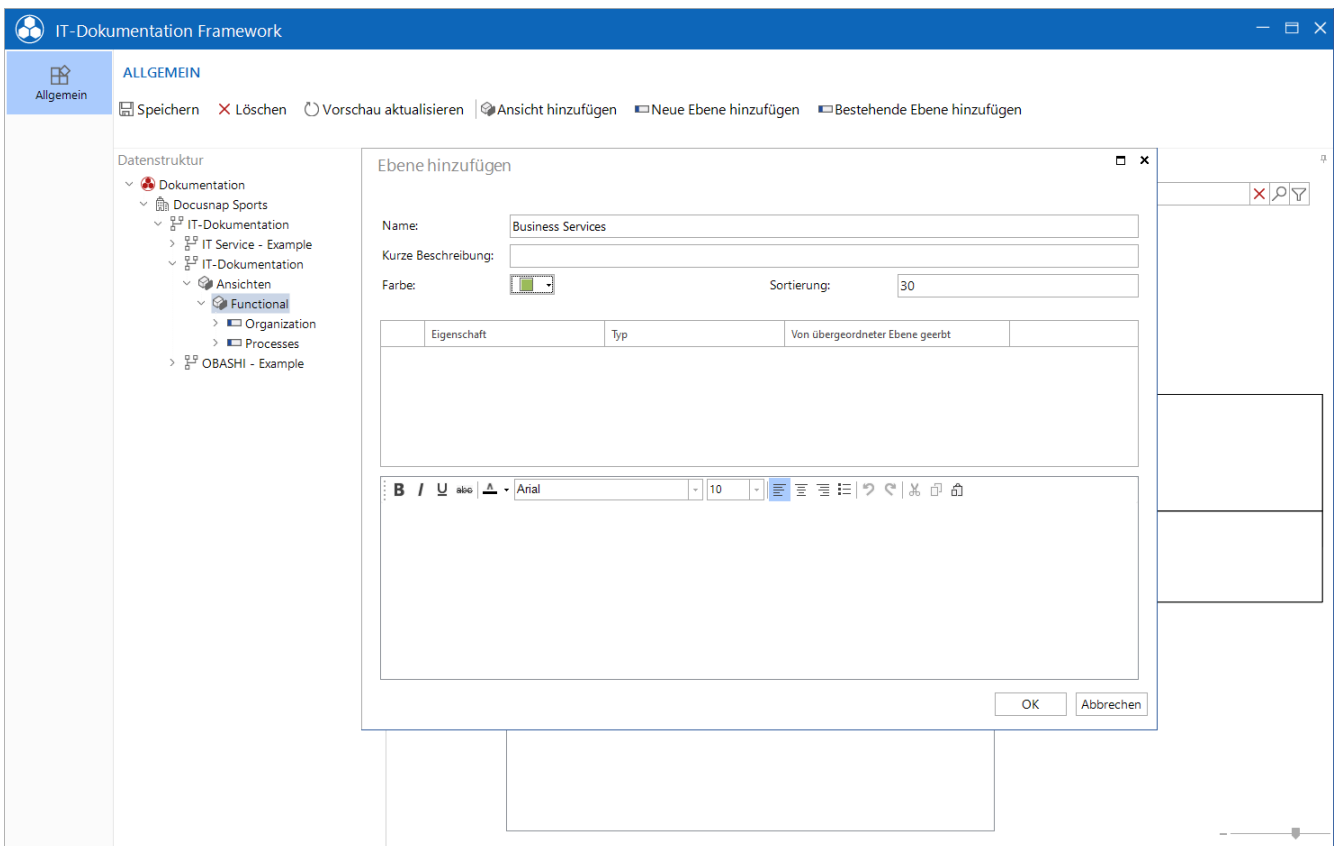 IT-Dokumentation Framework
Allgemein
ALLGEMEIN
Speichern Löschen Vorschau aktualisieren Ansicht hinzufügen Neue Ebene hinzufügen Bestehende Ebene hinzufügen
Datenstruktur
Dokumentation
Docusnap Sports
IT-Dokumentation
IT Service - Example
IT-Dokumentation
Ansichten
Functional
Organization
Processes
OBASHI - Example
Ebene hinzufügen
Name: Business Services
Kurze Beschreibung:
Farbe: Sortierung: 30
Eigenschaft Typ Von übergeordneter Ebene geerbt
B I U abc A Arial 10
OK Abbrechen